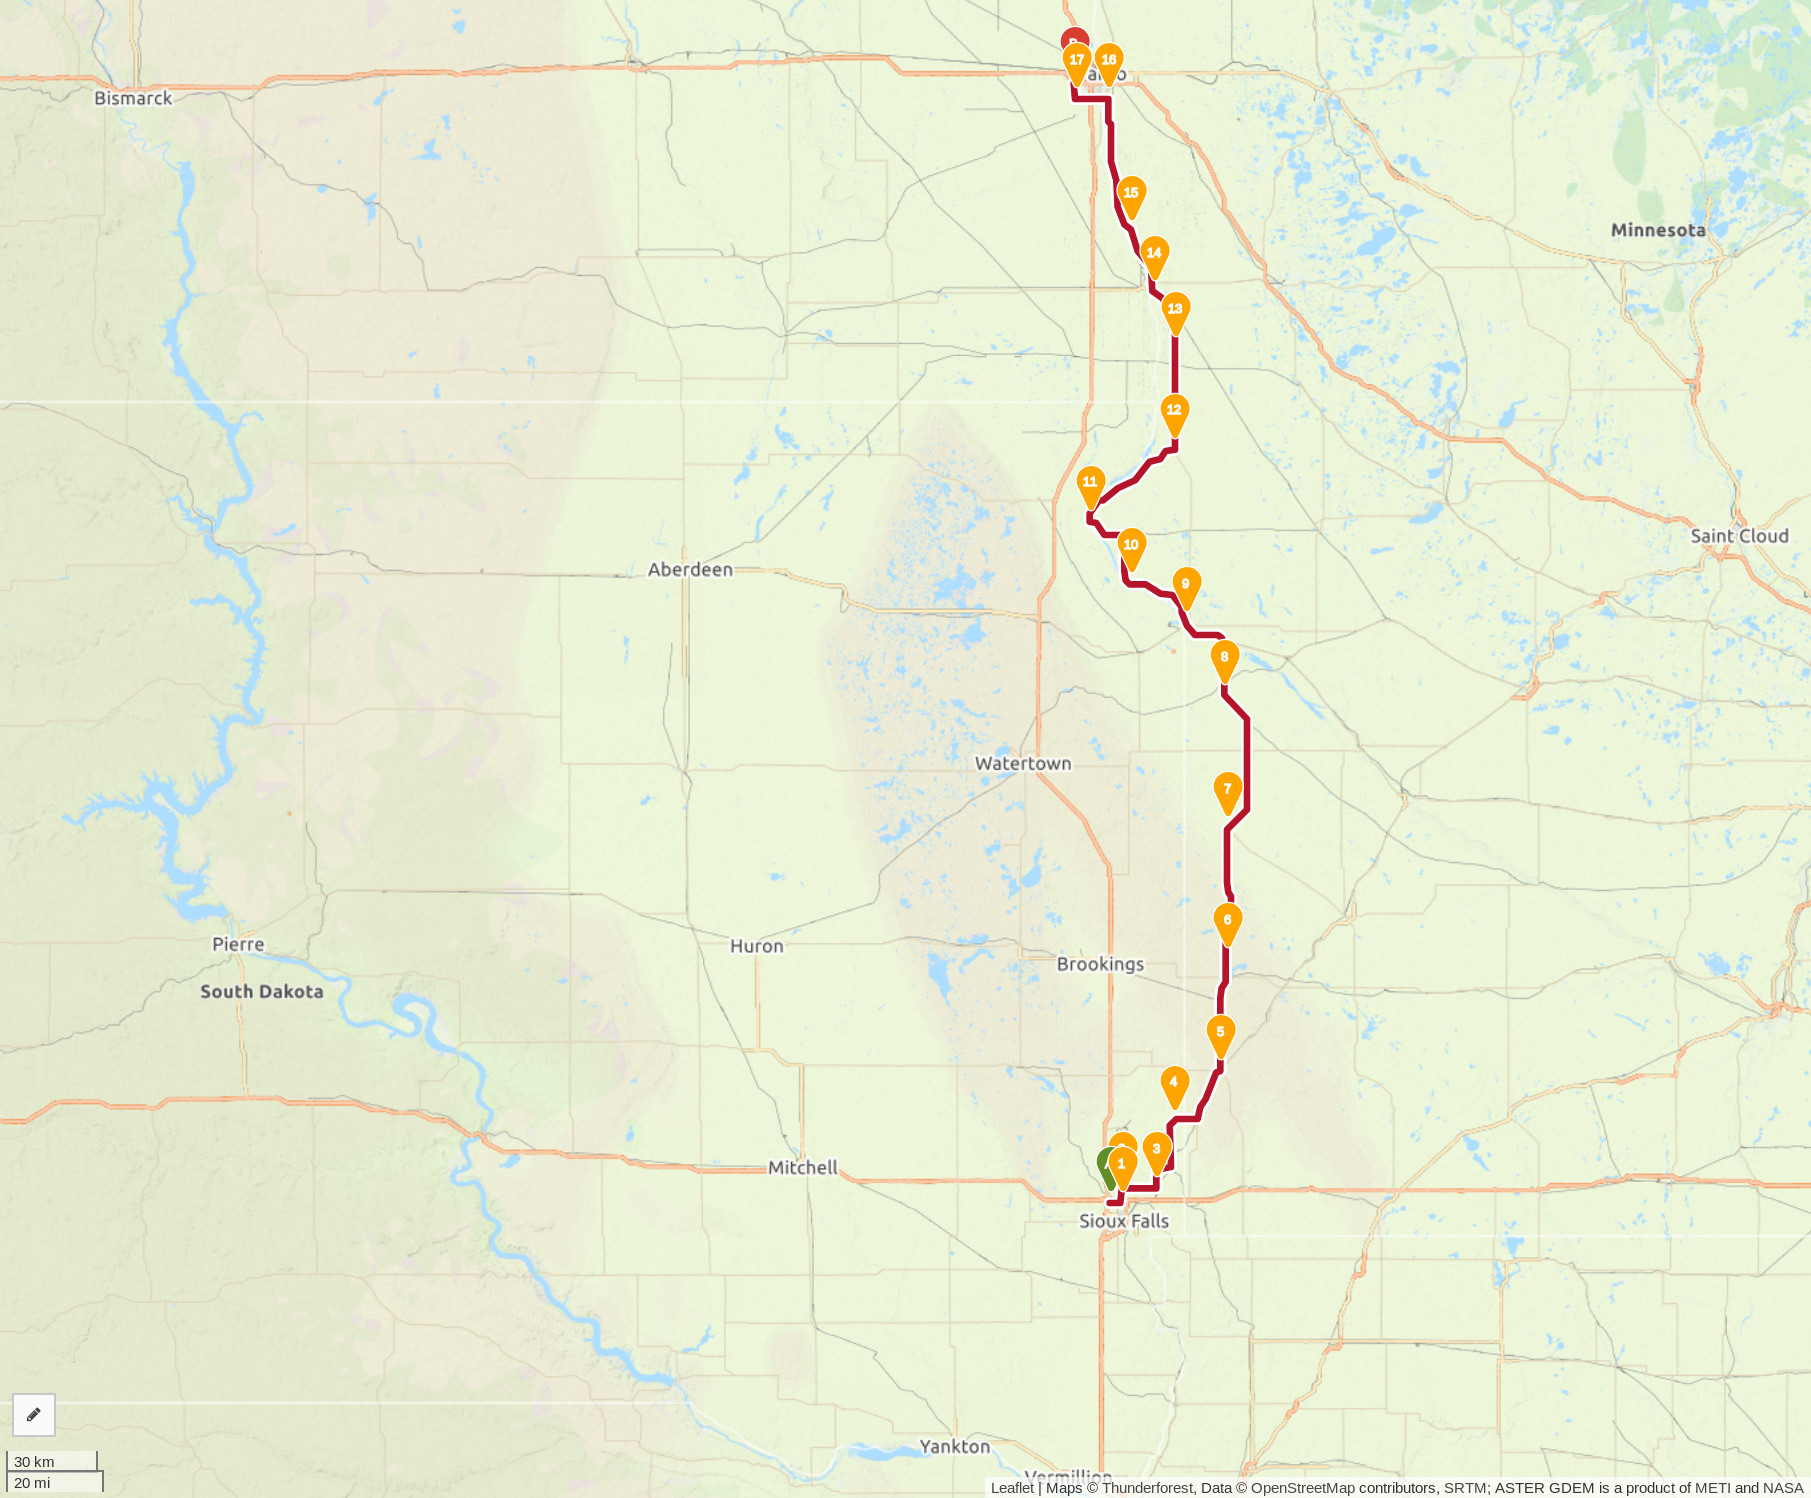 17
16
Bismarck
15
Minnesota
14
13
12
11
Saint Cloud
10
Aberdeen
9
8
Watertown
7
6
Pierre
Huron
Brookings
South Dakota
5
4
3
1
Mitchell
Sioux Falls
Yankton
Vermillion
30 km
20 mi
Leaflet | Maps © Thunderforest, Data © OpenStreetMap contributors, SRTM; ASTER GDEM is a product of METI and NASA